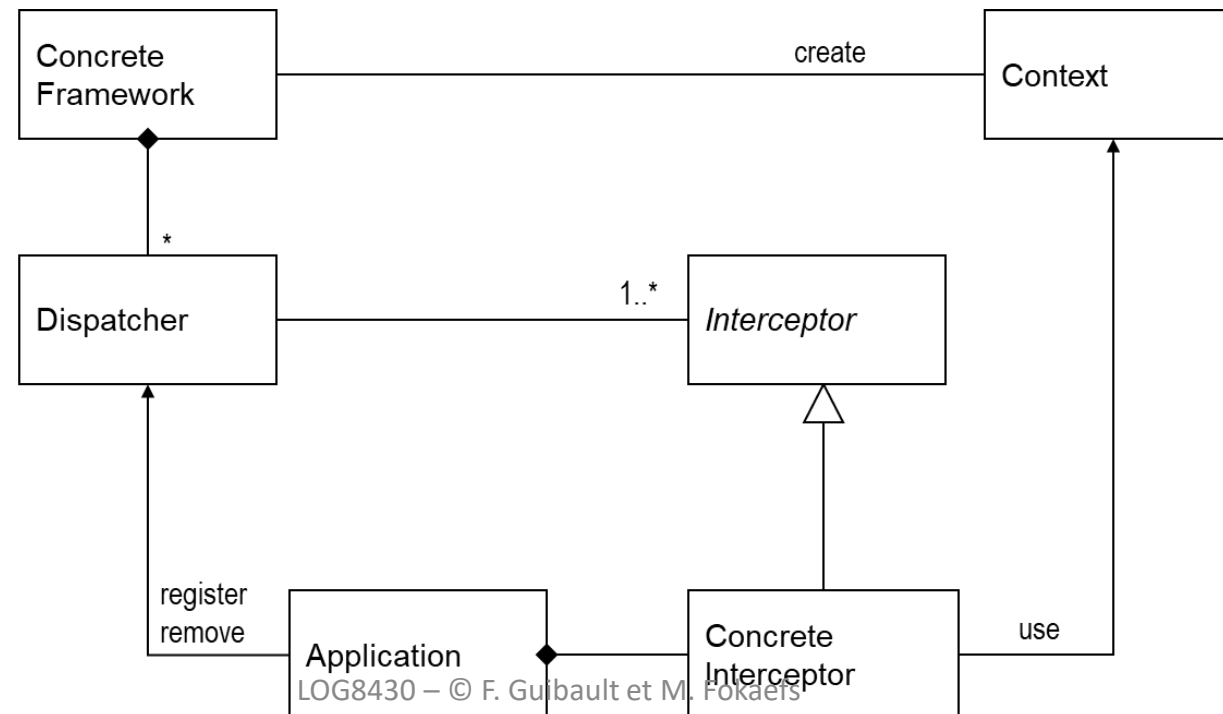 Concrete
Framework
create
Context
*
Dispatcher
1..*
Interceptor
register
remove
Application
Concrete
Interceptor
use
LOG8430 – © F. Guibault et M. Fokaefs